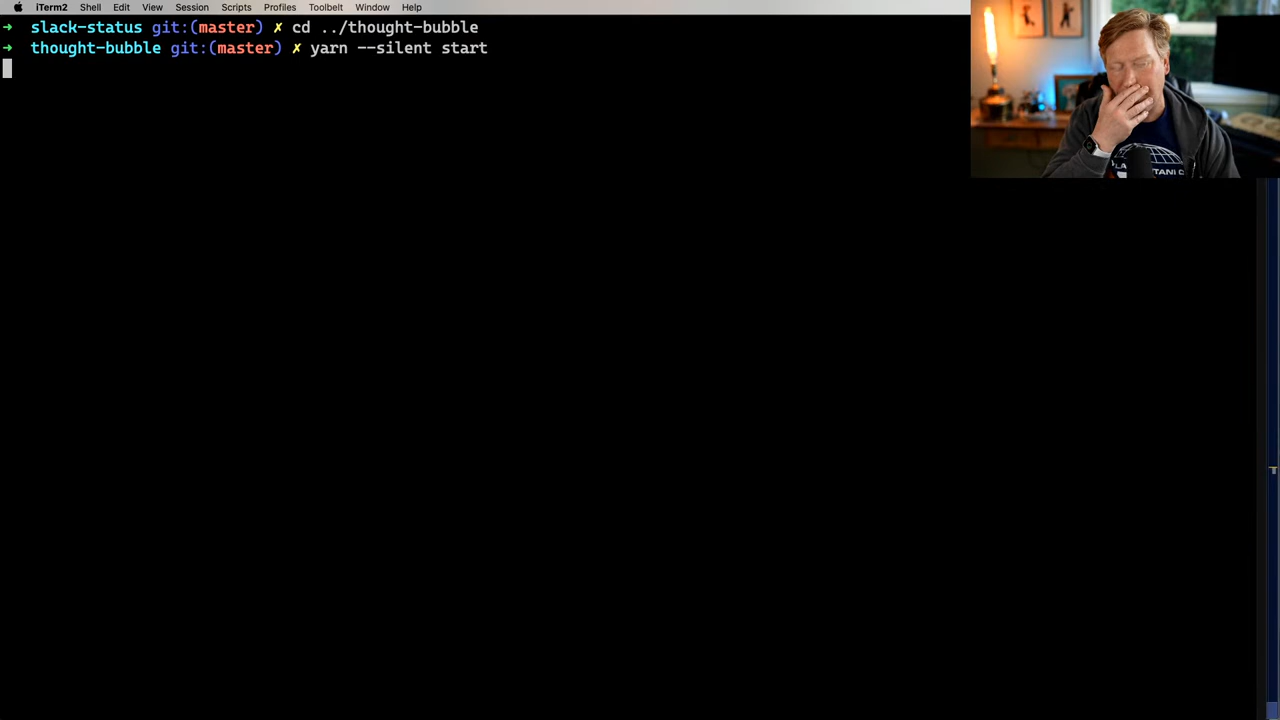 iTerm2 Shell Edit View Session Scripts Profiles Toolbelt Window Help
➜ slack-status git:(master) ✗ cd ../thought-bubble
➜ thought-bubble git:(master) ✗ yarn --silent start